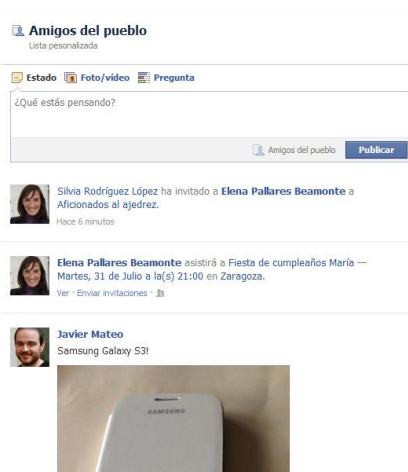 Amigos del pueblo
Lista pesonalizada
Estado Foto/vídeo Pregunta
¿Qué estás pensando?
Amigos del pueblo Publicar
Silvia Rodríguez López ha invitado a Elena Pallares Beamonte a
Aficionados al ajedrez.
Hace 6 minutos
Elena Pallares Beamonte asistirá a Fiesta de cumpleaños María —
Martes, 31 de Julio a la(s) 21:00 en Zaragoza.
Ver · Enviar invitaciones ·
Javier Mateo
Samsung Galaxy S3!
SAMSUNG